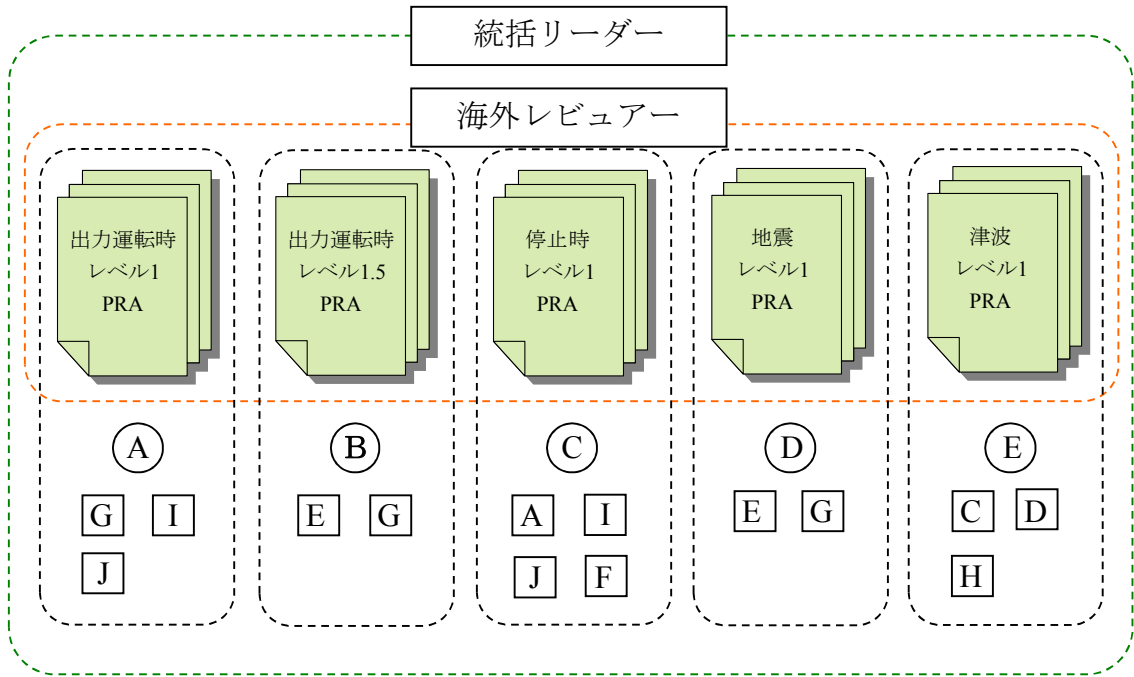 統括リーダー
海外レビュアー
出力運転時
レベル1
PRA
出力運転時
レベル1.5
PRA
停止時
レベル1
PRA
地震
レベル1
PRA
津波
レベル1
PRA
A
G I
J
B
E G
C
A I
J F
D
E G
E
C D
H